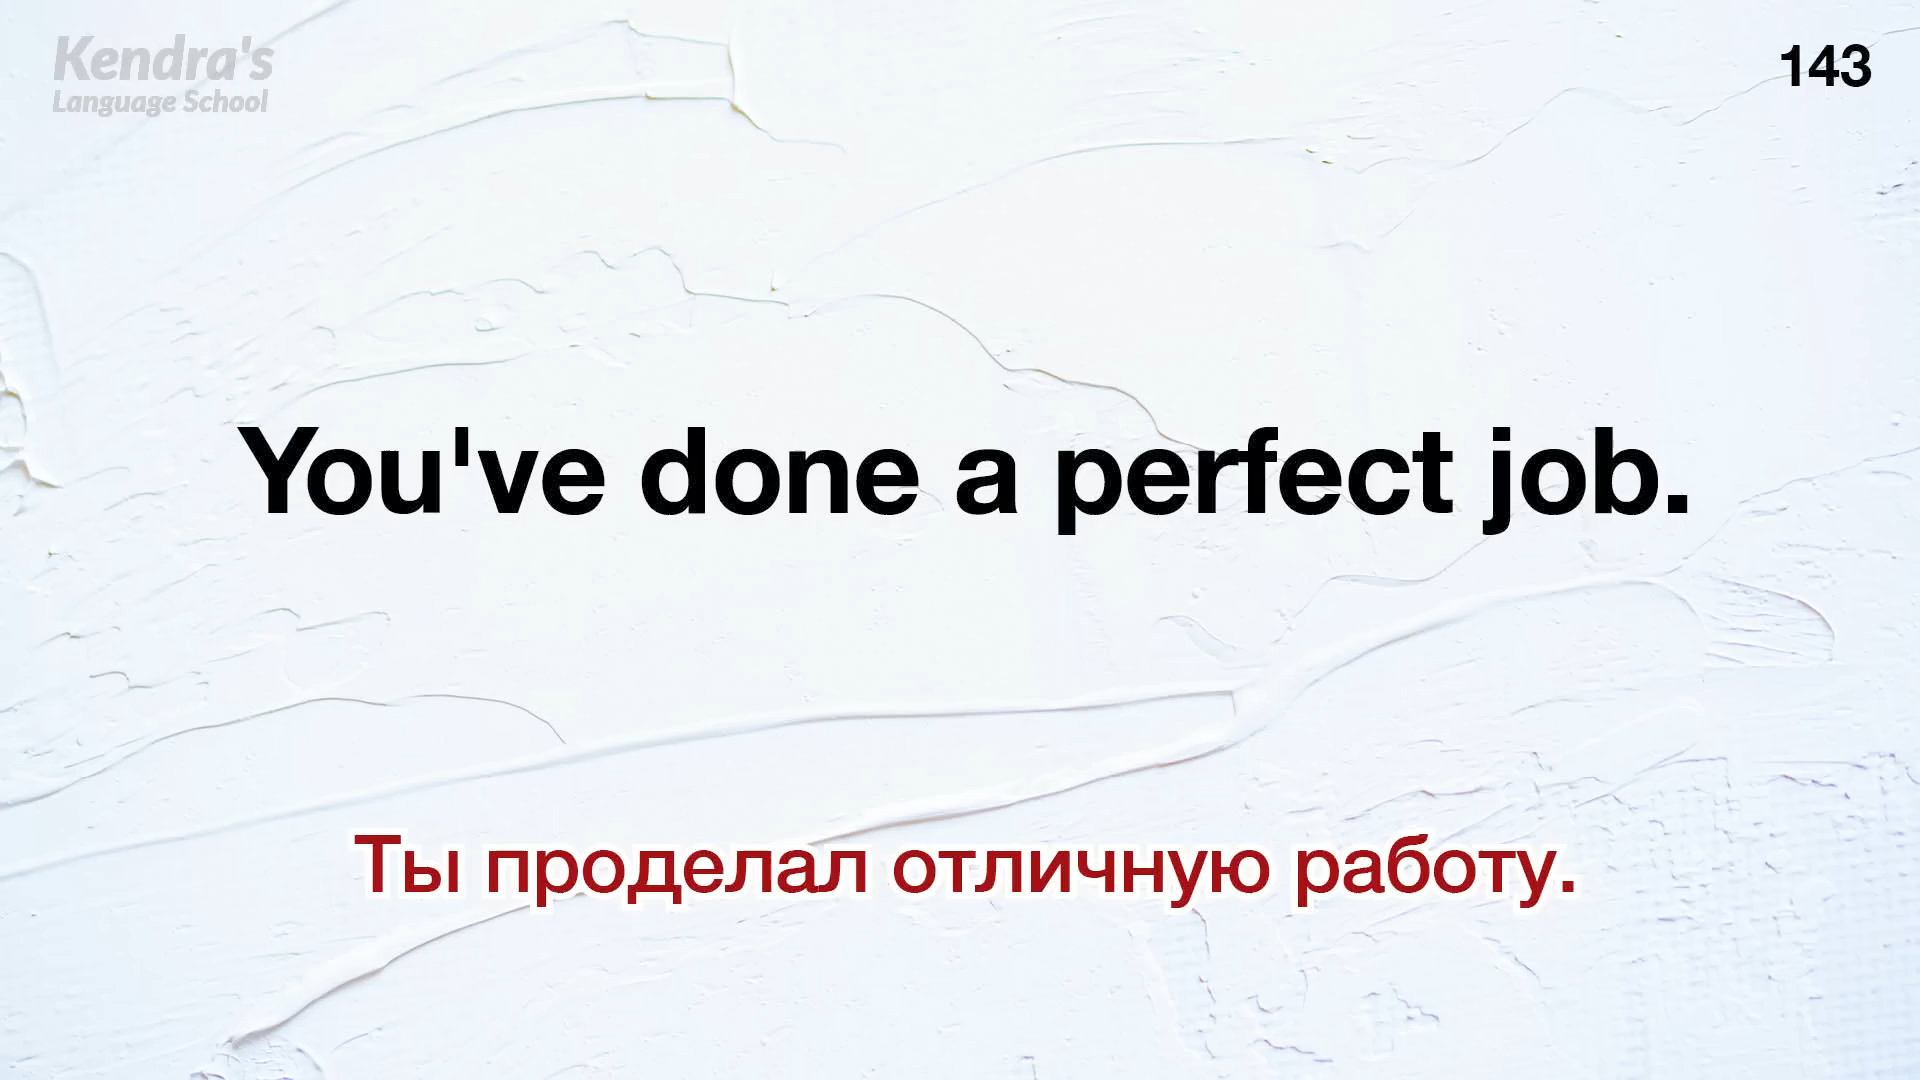 Kendra's
Language School
143
You've done a perfect job.
Ты проделал отличную работу.